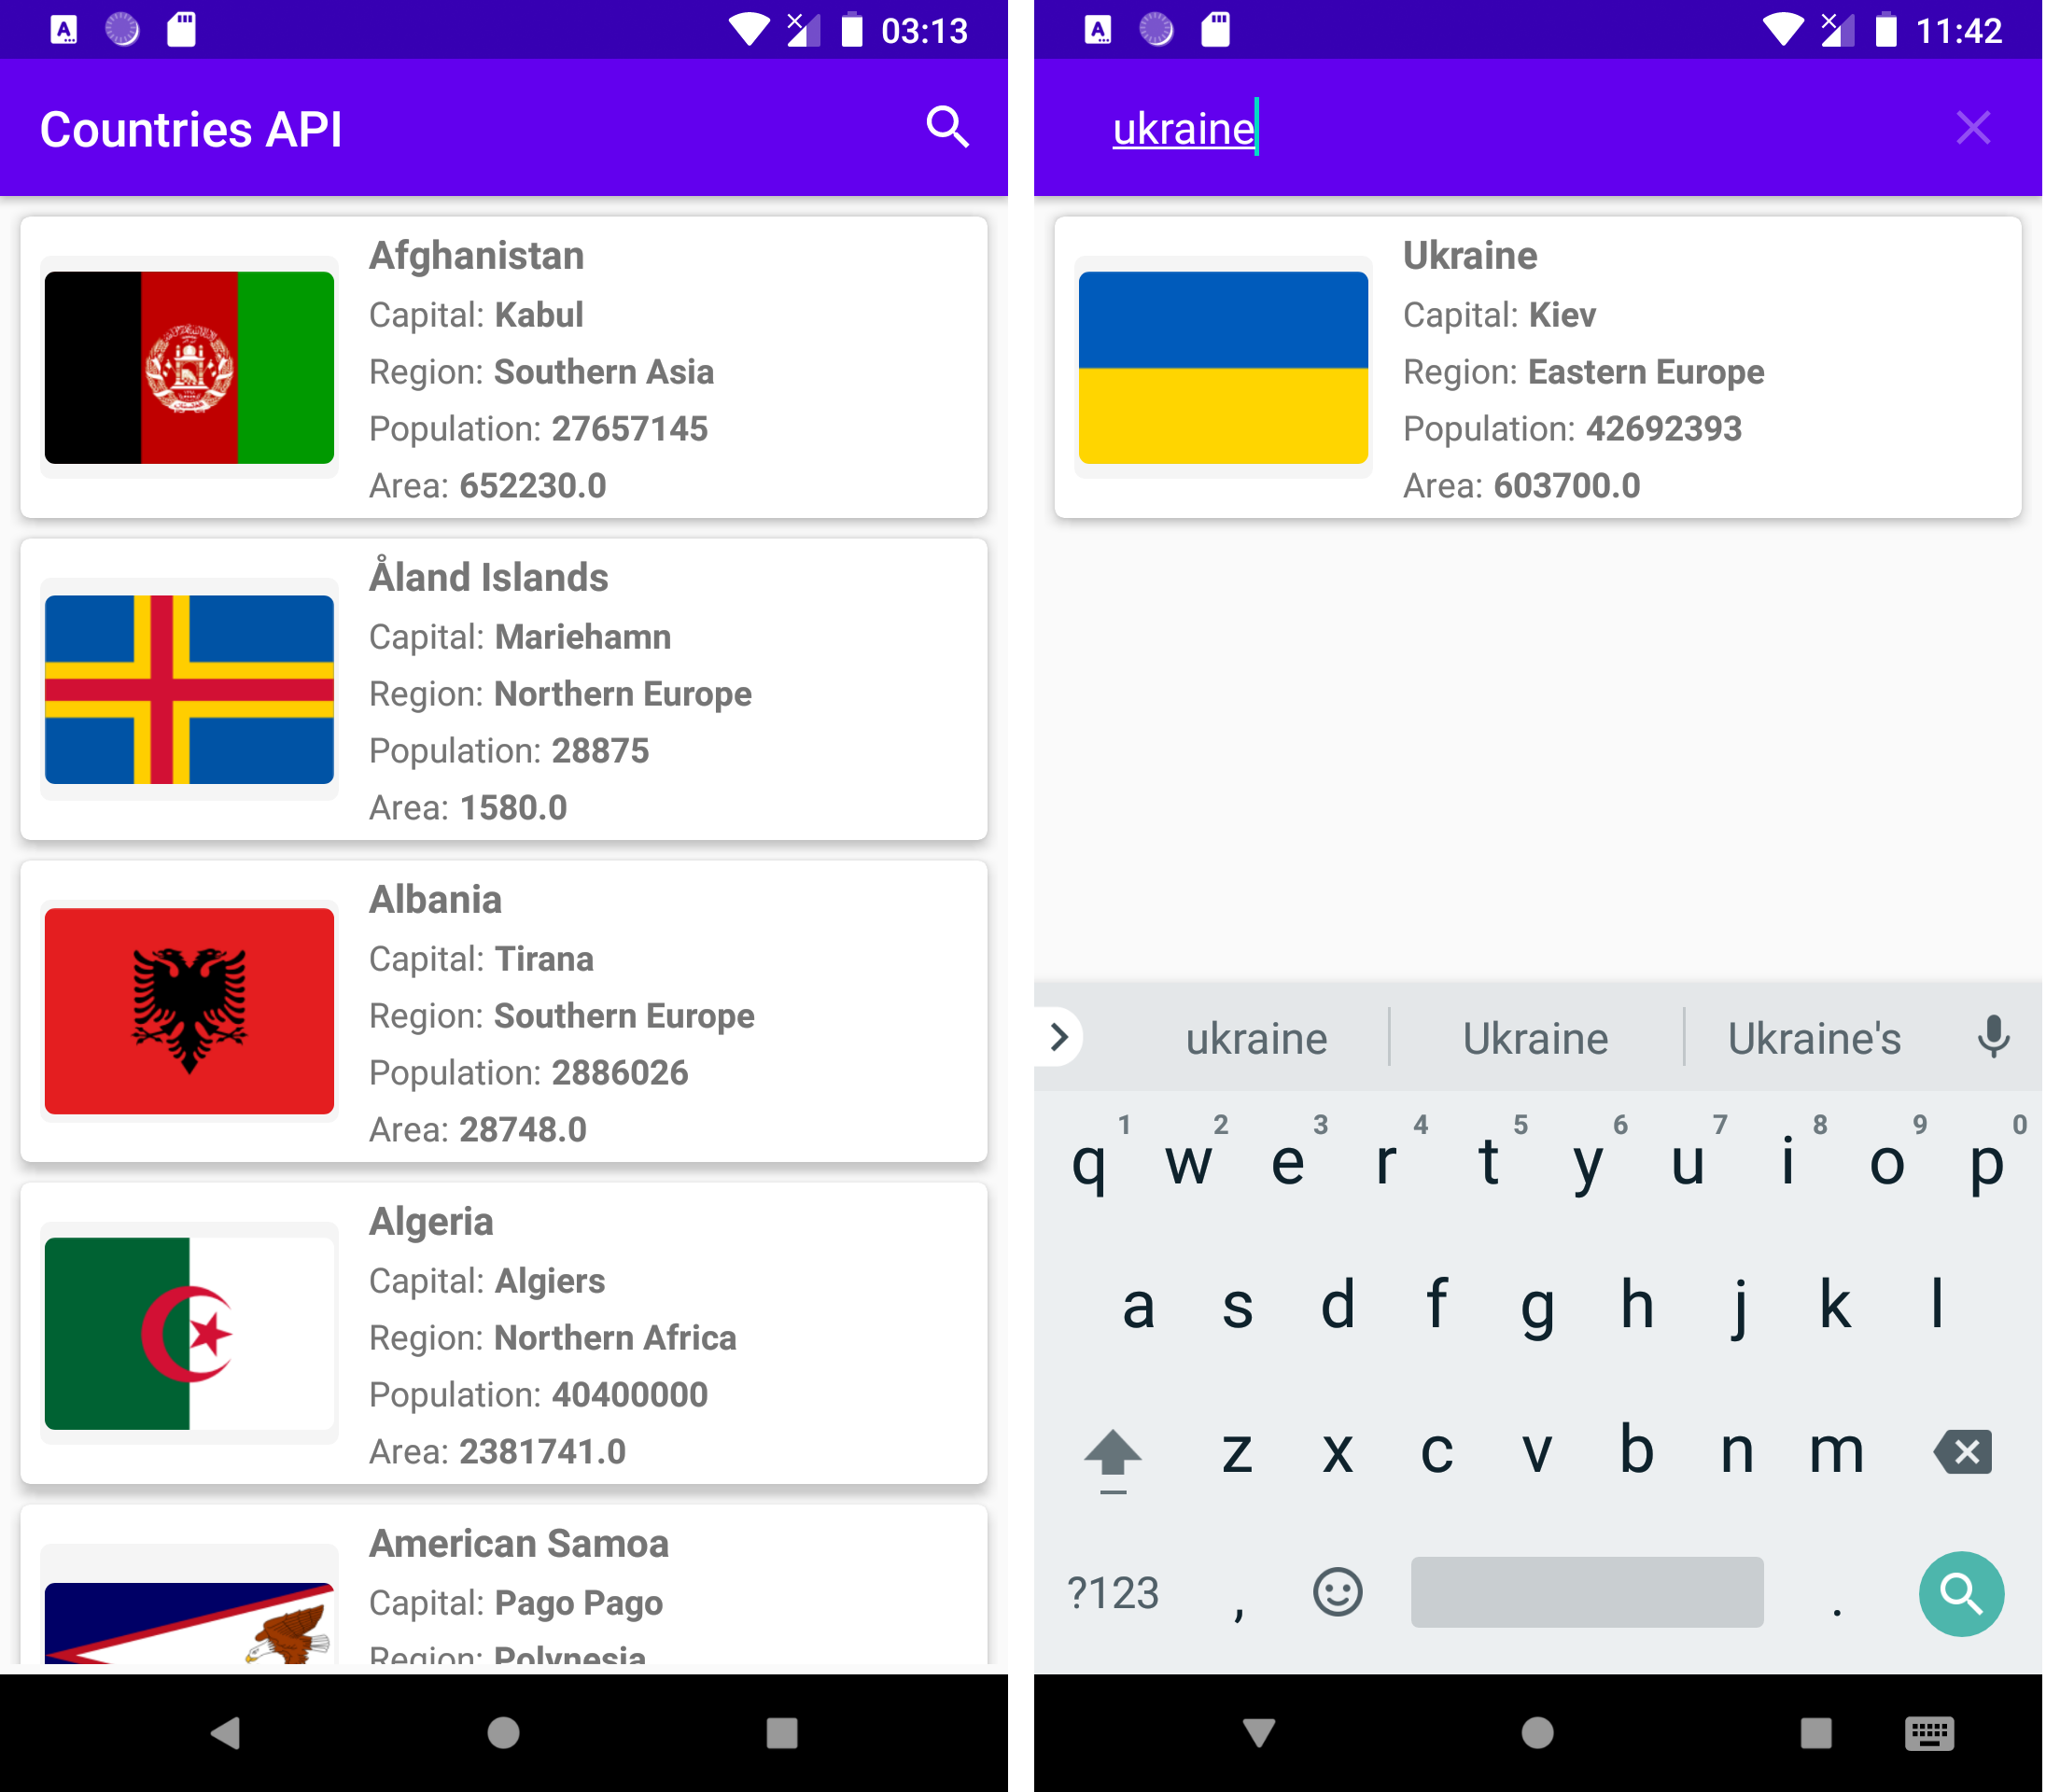 03:13
Countries API
Afghanistan
Capital: Kabul
Region: Southern Asia
Population: 27657145
Area: 652230.0
Åland Islands
Capital: Mariehamn
Region: Northern Europe
Population: 28875
Area: 1580.0
Albania
Capital: Tirana
Region: Southern Europe
Population: 2886026
Area: 28748.0
Algeria
Capital: Algiers
Region: Northern Africa
Population: 40400000
Area: 2381741.0
American Samoa
Capital: Pago Pago
Region: Polynesia
11:42
ukraine
Ukraine
Capital: Kiev
Region: Eastern Europe
Population: 42692393
Area: 603700.0
ukraine Ukraine Ukraine's
1 2 3 4 5 6 7 8 9 0
q w e r t y u i o p
a s d f g h j k l
z x c v b n m
?123 , .